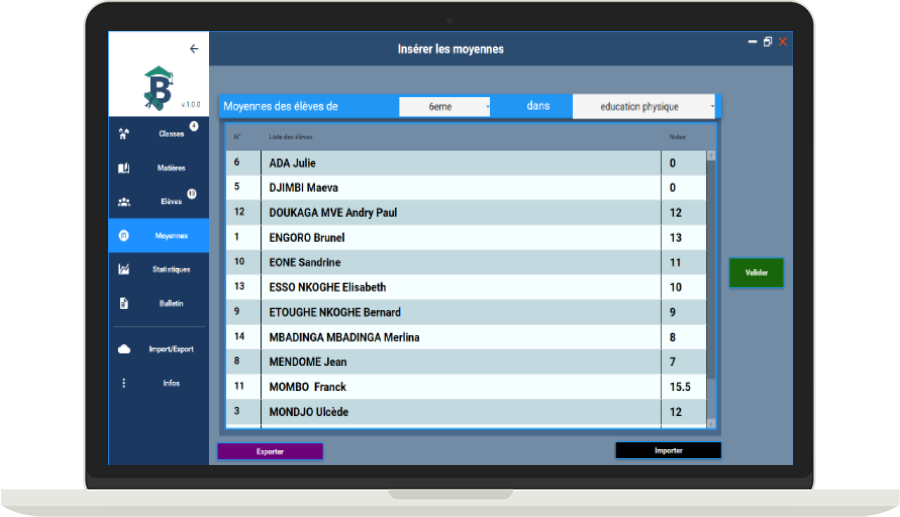 Insérer les moyennes
B
v.1.0.0
Classes 4
Matières
Elèves 13
Moyennes
Statistiques
Bulletin
Import/Export
Infos
Moyennes des élèves de 6eme dans education physique
N° Liste des élèves Notes
6 ADA Julie 0
5 DJIMBI Maeva 0
12 DOUKAGA MVE Andry Paul 12
1 ENGORO Brunel 13
10 EONE Sandrine 11
13 ESSO NKOGHE Elisabeth 10
9 ETOUGHE NKOGHE Bernard 9
14 MBADINGA MBADINGA Merlina 8
8 MENDOME Jean 7
11 MOMBO Franck 15.5
3 MONDJO Ulcède 12
Valider
Exporter
Importer